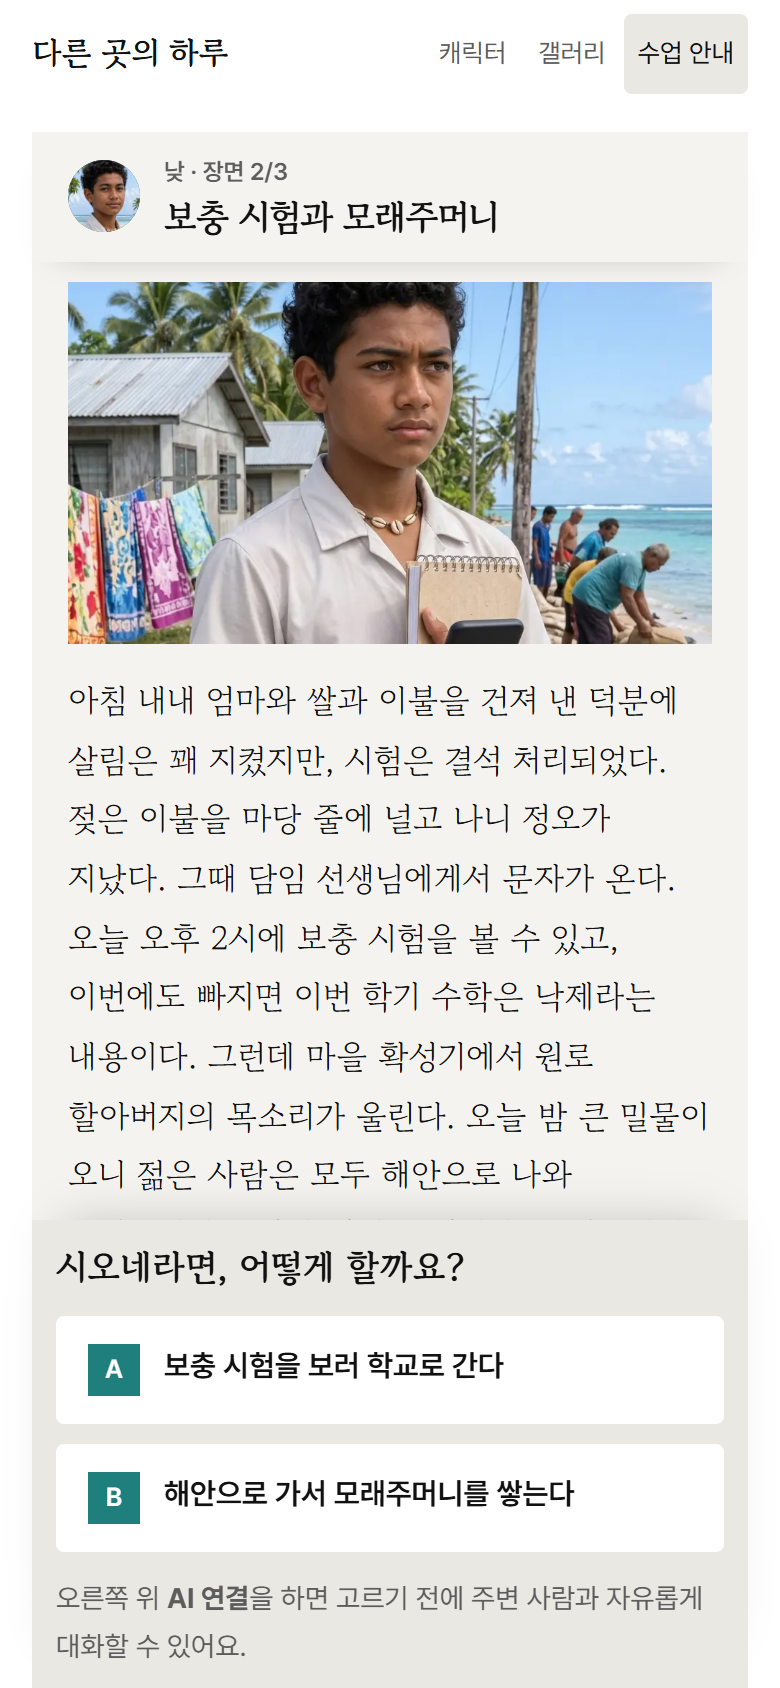 다른 곳의 하루
캐릭터
갤러리
수업 안내
낮 · 장면 2/3
보충 시험과 모래주머니
아침 내내 엄마와 쌀과 이불을 건져 낸 덕분에
살림은 꽤 지켰지만, 시험은 결석 처리되었다.
젖은 이불을 마당 줄에 널고 나니 정오가
지났다. 그때 담임 선생님에게서 문자가 온다.
오늘 오후 2시에 보충 시험을 볼 수 있고,
이번에도 빠지면 이번 학기 수학은 낙제라는
내용이다. 그런데 마을 확성기에서 원로
할아버지의 목소리가 울린다. 오늘 밤 큰 밀물이
오니 젊은 사람은 모두 해안으로 나와
시오네라면, 어떻게 할까요?
A 보충 시험을 보러 학교로 간다
B 해안으로 가서 모래주머니를 쌓는다
오른쪽 위 AI 연결을 하면 고르기 전에 주변 사람과 자유롭게
대화할 수 있어요.